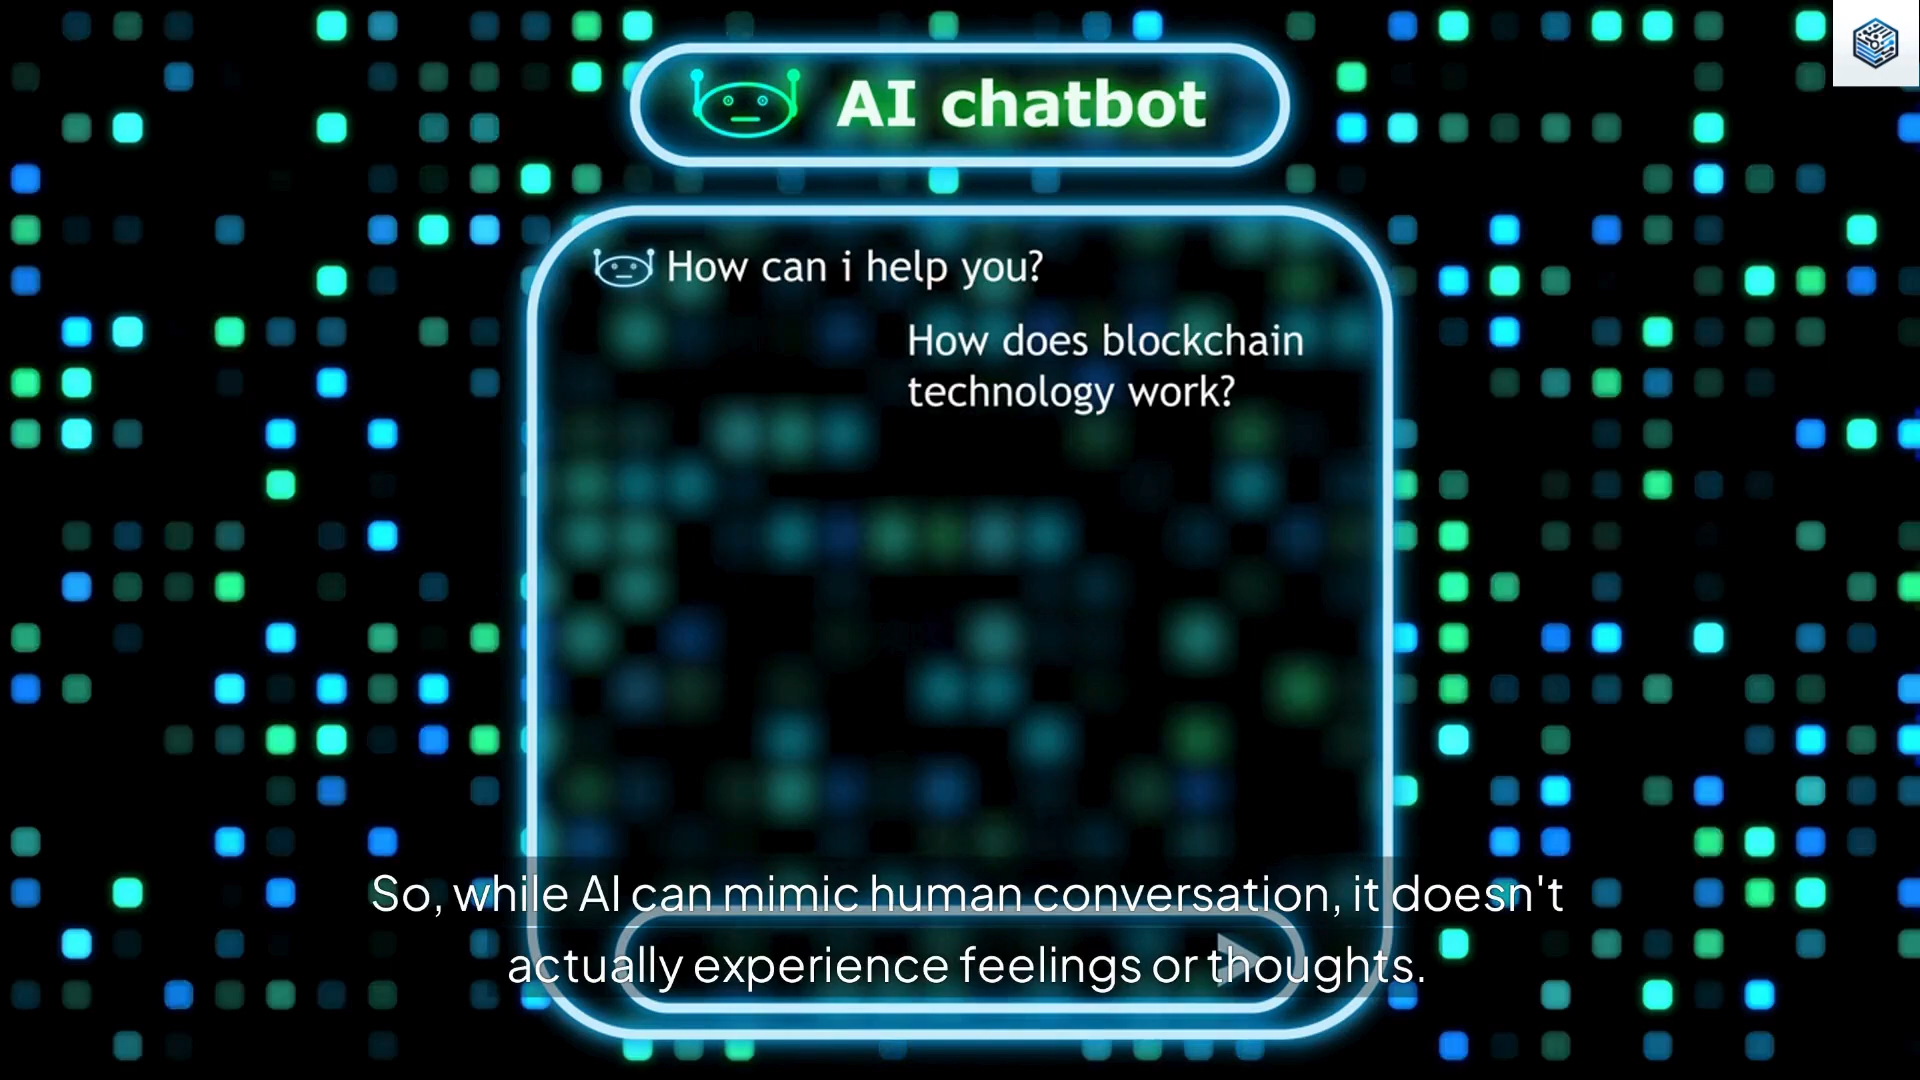 AI chatbot
How can i help you?
How does blockchain
technology work?
So, while AI can mimic human conversation, it doesn't
actually experience feelings or thoughts.